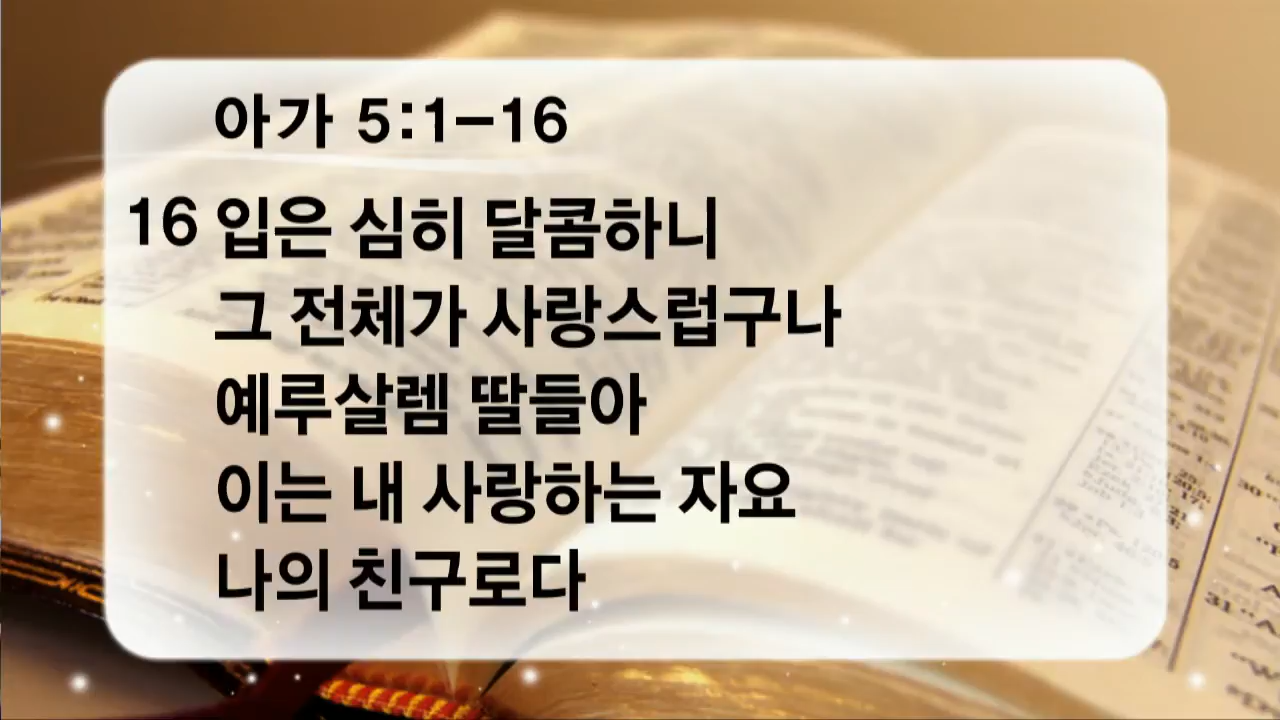 아가 5:1-16
16 입은 심히 달콤하니
그 전체가 사랑스럽구나
예루살렘 딸들아
이는 내 사랑하는 자요
나의 친구로다